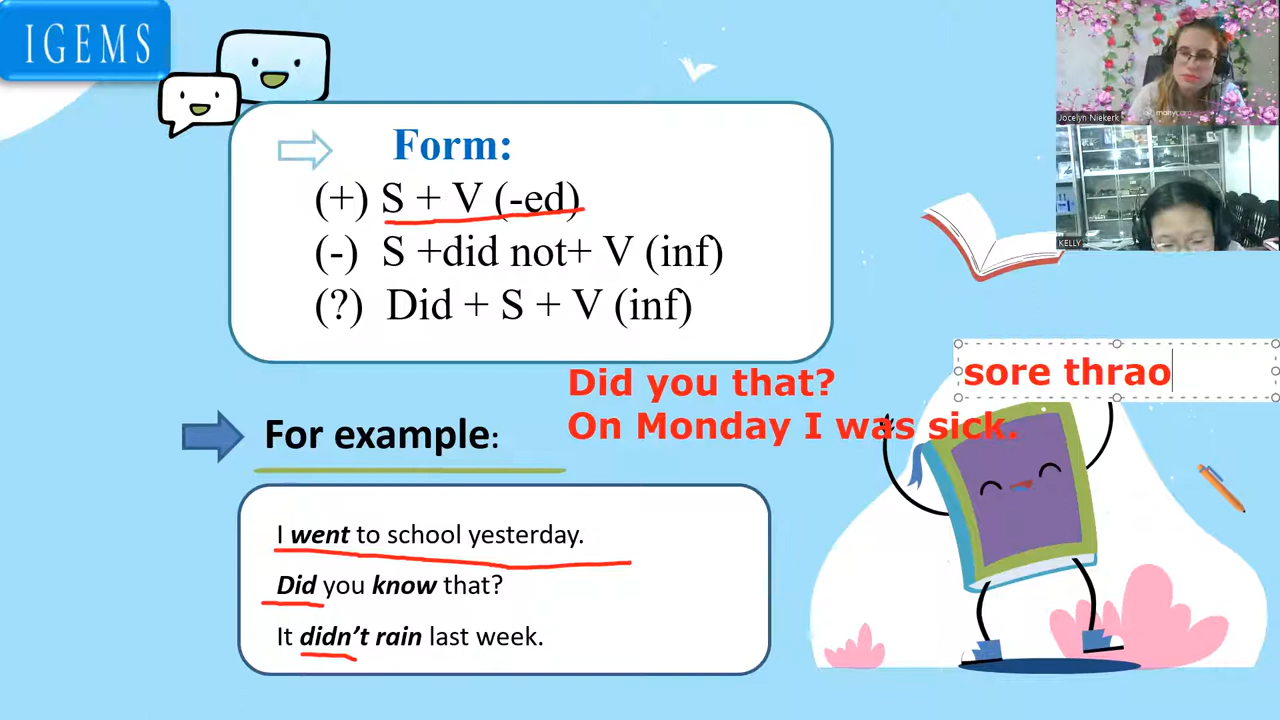 IGEMS
Form:
(+) S + V (-ed)
(-) S +did not+ V (inf)
(?) Did + S + V (inf)
Jocelyn Niekerk
KELLY
sore thrao
Did you that?
On Monday I was sick.
For example:
I went to school yesterday.
Did you know that?
It didn't rain last week.